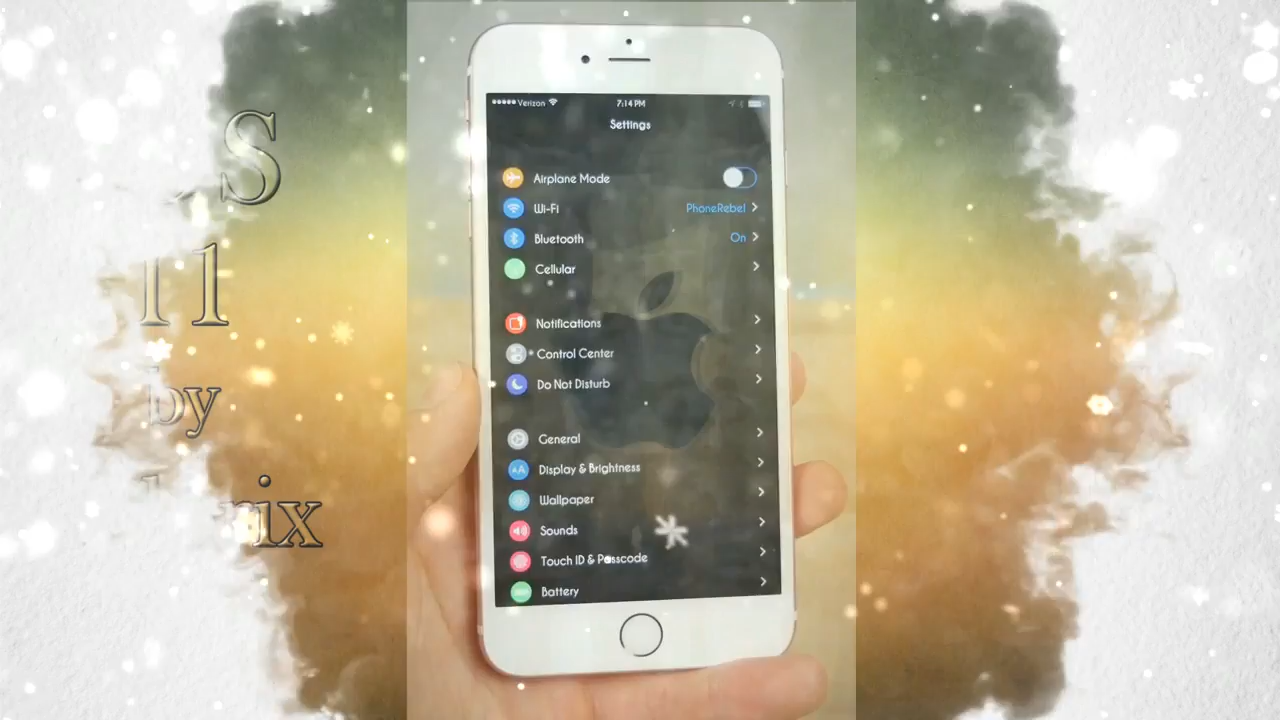 S
11
by
Verizon 7:14 PM
Settings
Airplane Mode
Wi-Fi PhoneRebel
Bluetooth On
Cellular
Notifications
Control Center
Do Not Disturb
General
AA Display & Brightness
Wallpaper
Sounds
Touch ID & Passcode
Battery